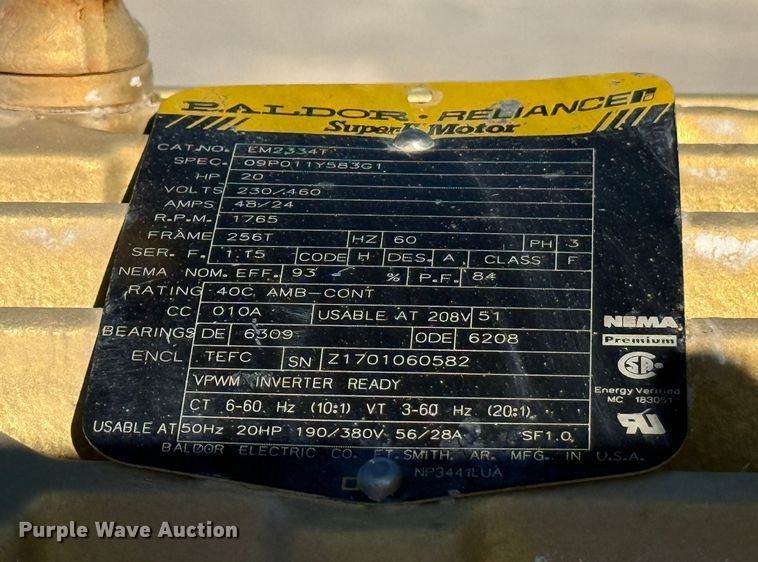 BALDOR · RELIANCE
Super-E Motor
CAT.NO. EM2334T
SPEC. 09P011Y583G1
HP 20
VOLTS 230/460
AMPS 48/24
R.P.M. 1765
FRAME 256T HZ 60 PH 3
SER. F. 1.15 CODE H DES. A CLASS F
NEMA NOM. EFF. 93 % P.F. 84
RATING 40C AMB-CONT
CC 010A USABLE AT 208V 51
BEARINGS DE 6309 ODE 6208
ENCL TEFC SN Z1701060582
VPWM INVERTER READY
CT 6-60 Hz (10:1) VT 3-60 Hz (20:1)
USABLE AT 50Hz 20HP 190/380V 56/28A SF1.0
BALDOR ELECTRIC CO. FT.SMITH, AR. MFG. IN U.S.A.
NP3441LUA
NEMA
Premium
Energy Verified
MC 183051
Purple Wave Auction